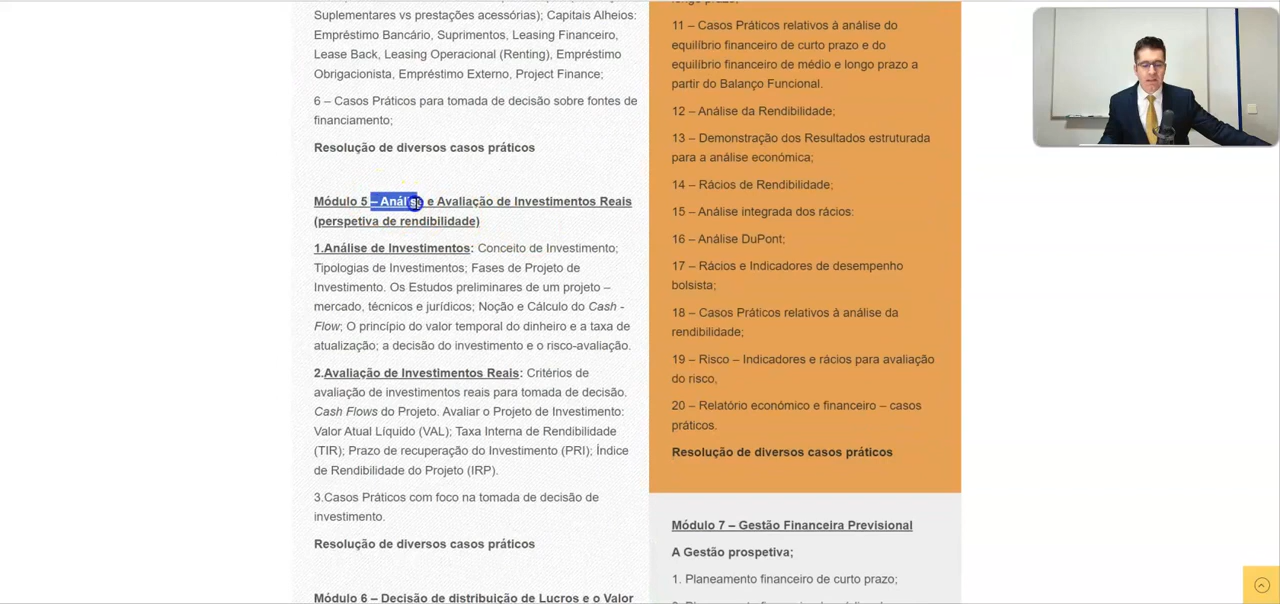 Suplementares vs prestações acessórias); Capitais Alheios:
Empréstimo Bancário, Suprimentos, Leasing Financeiro,
Lease Back, Leasing Operacional (Renting), Empréstimo
Obrigacionista, Empréstimo Externo, Project Finance;
6 – Casos Práticos para tomada de decisão sobre fontes de
financiamento;
Resolução de diversos casos práticos
Módulo 5 – Análise e Avaliação de Investimentos Reais
(perspetiva de rendibilidade)
1.Análise de Investimentos: Conceito de Investimento;
Tipologias de Investimentos; Fases de Projeto de
Investimento. Os Estudos preliminares de um projeto –
mercado, técnicos e jurídicos; Noção e Cálculo do Cash -
Flow; O princípio do valor temporal do dinheiro e a taxa de
atualização; a decisão do investimento e o risco-avaliação.
2.Avaliação de Investimentos Reais: Critérios de
avaliação de investimentos reais para tomada de decisão.
Cash Flows do Projeto. Avaliar o Projeto de Investimento:
Valor Atual Líquido (VAL); Taxa Interna de Rendibilidade
(TIR); Prazo de recuperação do Investimento (PRI); Índice
de Rendibilidade do Projeto (IRP).
3.Casos Práticos com foco na tomada de decisão de
investimento.
Resolução de diversos casos práticos
Módulo 6 – Decisão de distribuição de Lucros e o Valor
longo prazo;
11 – Casos Práticos relativos à análise do
equilíbrio financeiro de curto prazo e do
equilíbrio financeiro de médio e longo prazo a
partir do Balanço Funcional.
12 – Análise da Rendibilidade;
13 – Demonstração dos Resultados estruturada
para a análise económica;
14 – Rácios de Rendibilidade;
15 – Análise integrada dos rácios:
16 – Análise DuPont;
17 – Rácios e Indicadores de desempenho
bolsista;
18 – Casos Práticos relativos à análise da
rendibilidade;
19 – Risco – Indicadores e rácios para avaliação
do risco,
20 – Relatório económico e financeiro – casos
práticos.
Resolução de diversos casos práticos
Módulo 7 – Gestão Financeira Previsional
A Gestão prospetiva;
1. Planeamento financeiro de curto prazo;